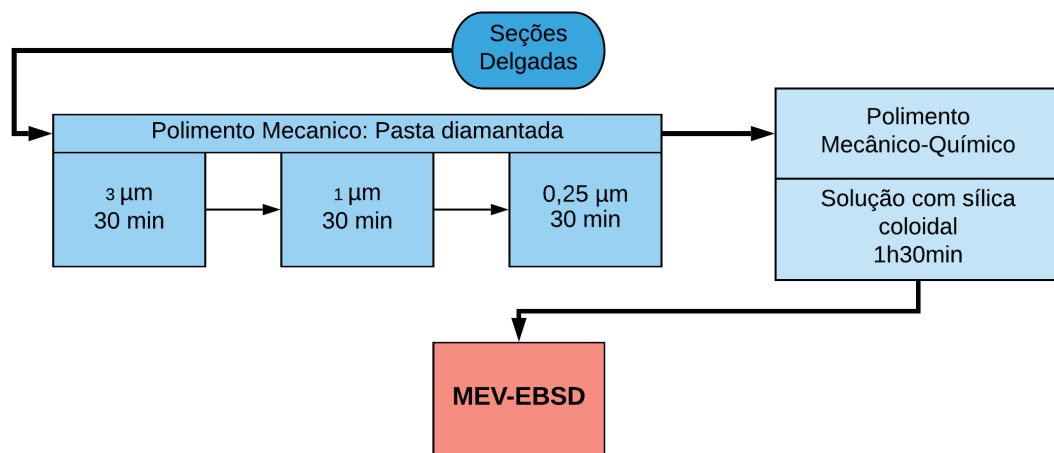 Seções
Delgadas
Polimento Mecanico: Pasta diamantada
3 µm
30 min
1 µm
30 min
0,25 µm
30 min
Polimento
Mecânico-Químico
Solução com sílica
coloidal
1h30min
MEV-EBSD